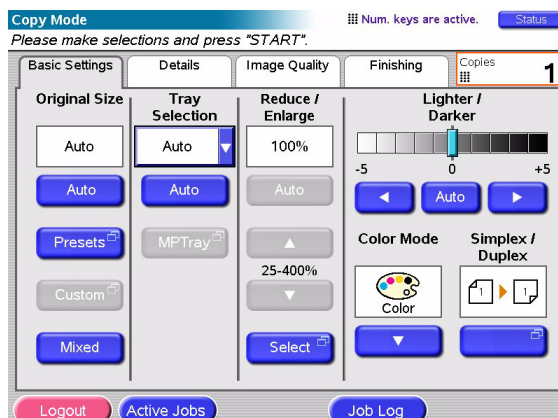 Copy Mode
Num. keys are active.
Status
Please make selections and press "START".
Basic Settings
Details
Image Quality
Finishing
Copies
1
Original Size
Auto
Auto
Presets
Custom
Mixed
Tray
Selection
Auto
Auto
MPTray
Reduce /
Enlarge
100%
Auto
25-400%
Select
Lighter /
Darker
-5
0
+5
Auto
Color Mode
Color
Simplex /
Duplex
1
1
Logout
Active Jobs
Job Log